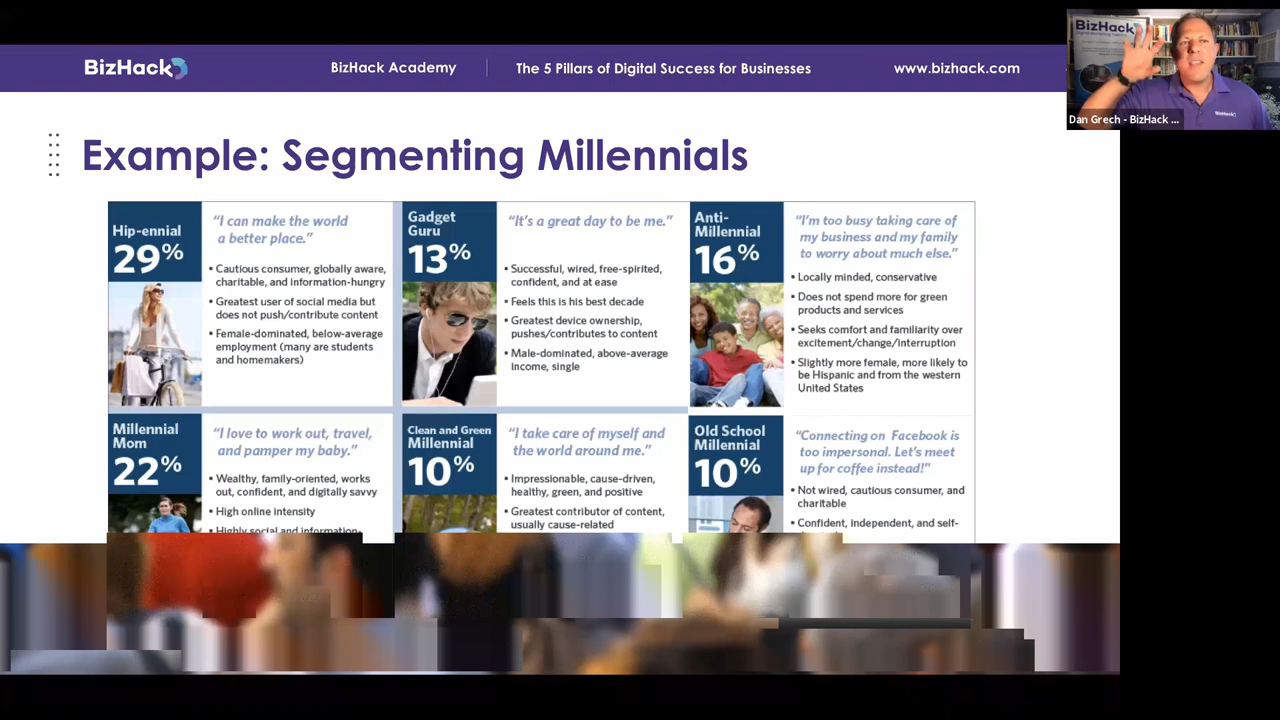 BizHack
BizHack Academy
The 5 Pillars of Digital Success for Businesses
www.bizhack.com
BizHack
BizHack
Dan Grech - BizHack ...
Example: Segmenting Millennials
Hip-ennial
29%
“I can make the world
a better place.”
▪ Cautious consumer, globally aware,
charitable, and information-hungry
▪ Greatest user of social media but
does not push/contribute content
▪ Female-dominated, below-average
employment (many are students
and homemakers)
Gadget
Guru
13%
“It’s a great day to be me.”
▪ Successful, wired, free-spirited,
confident, and at ease
▪ Feels this is his best decade
▪ Greatest device ownership,
pushes/contributes to content
▪ Male-dominated, above-average
income, single
Anti-
Millennial
16%
“I’m too busy taking care of
my business and my family
to worry about much else.”
▪ Locally minded, conservative
▪ Does not spend more for green
products and services
▪ Seeks comfort and familiarity over
excitement/change/interruption
▪ Slightly more female, more likely to
be Hispanic and from the western
United States
Millennial
Mom
22%
“I love to work out, travel,
and pamper my baby.”
▪ Wealthy, family-oriented, works
out, confident, and digitally savvy
▪ High online intensity
▪ Highly social and information-
Clean and Green
Millennial
10%
“I take care of myself and
the world around me.”
▪ Impressionable, cause-driven,
healthy, green, and positive
▪ Greatest contributor of content,
usually cause-related
Old School
Millennial
10%
“Connecting on Facebook is
too impersonal. Let’s meet
up for coffee instead!”
▪ Not wired, cautious consumer, and
charitable
▪ Confident, independent, and self-